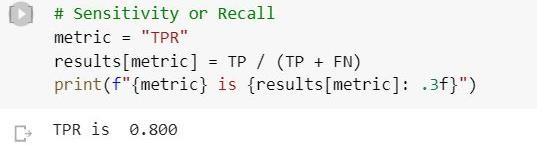 # Sensitivity or Recall
metric = "TPR"
results[metric] = TP / (TP + FN)
print(f"{metric} is {results[metric]: .3f}")
TPR is  0.800